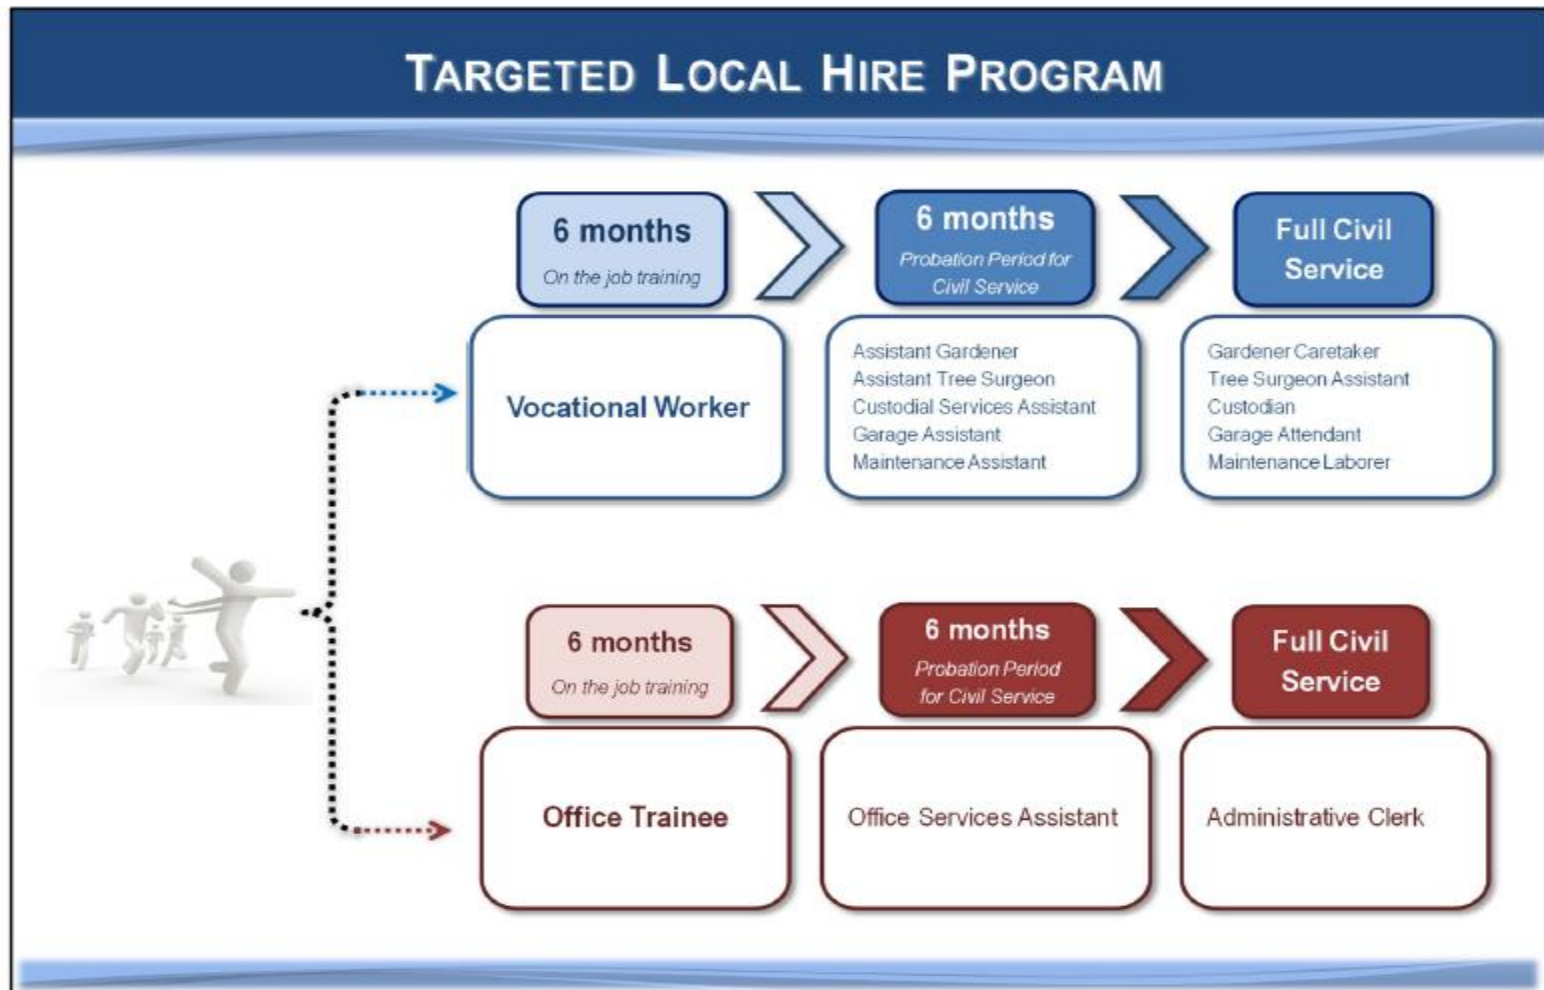 TARGETED LOCAL HIRE PROGRAM
6 months
On the job training
6 months
Probation Period for
Civil Service
Full Civil
Service
Vocational Worker
Assistant Gardener
Assistant Tree Surgeon
Custodial Services Assistant
Garage Assistant
Maintenance Assistant
Gardener Caretaker
Tree Surgeon Assistant
Custodian
Garage Attendant
Maintenance Laborer
6 months
On the job training
6 months
Probation Period
for Civil Service
Full Civil
Service
Office Trainee
Office Services Assistant
Administrative Clerk